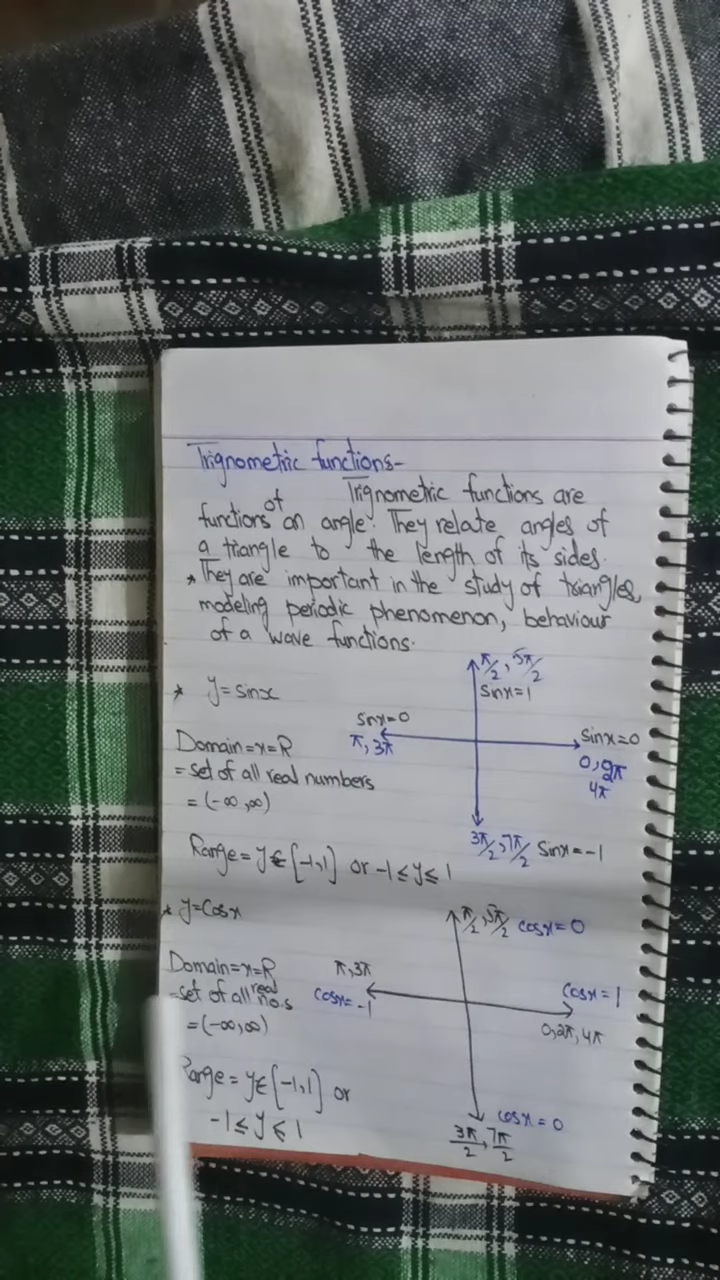 Trignometric functions-
Trignometric functions are
functions of an angle. They relate angles of
a triangle to the length of its sides.
* They are important in the study of triangles,
modeling periodic phenomenon, behaviour
of a wave functions.
* y=sinx
π/2, 5π/2
sinx=1
sinx=0
π, 3π
sinx=0
0, 2π
4π
Domain=x=R
= set of all real numbers
= (-∞,∞)
3π/2, 7π/2 sinx=-1
Range=y∈[-1,1] or -1≤y≤1
* y=cosx
π/2, 5π/2 cosx=0
Domain=x=R
=set of all real no.s
=(-∞,∞)
π, 3π
cosx=-1
cosx=1
0,2π,4π
Range=y∈[-1,1] or
-1≤y≤1
cosx=0
3π/2, 7π/2